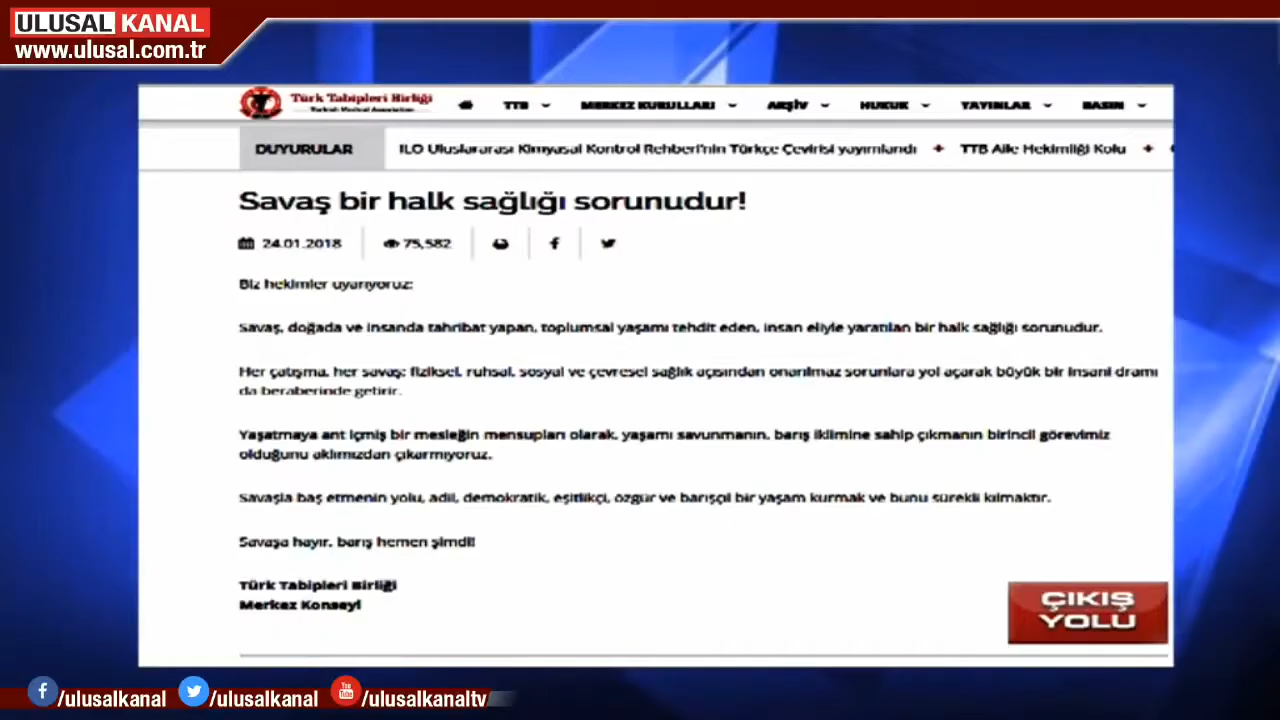 ULUSAL KANAL
www.ulusal.com.tr
Türk Tabipleri Birliği
Turkish Medical Association
TTB MERKEZ KURULLARI ARŞİV HUKUK YAYINLAR BASIN
DUYURULAR ILO Uluslararası Kimyasal Kontrol Rehberi'nin Türkçe Çevirisi yayımlandı + TTB Aile Hekimliği Kolu +
Savaş bir halk sağlığı sorunudur!
24.01.2018 75,582
Biz hekimler uyarıyoruz:
Savaş, doğada ve insanda tahribat yapan, toplumsal yaşamı tehdit eden, insan eliyle yaratılan bir halk sağlığı sorunudur.
Her çatışma, her savaş; fiziksel, ruhsal, sosyal ve çevresel sağlık açısından onarılmaz sorunlara yol açarak büyük bir insani dramı
da beraberinde getirir.
Yaşatmaya ant içmiş bir mesleğin mensupları olarak, yaşamı savunmanın, barış iklimine sahip çıkmanın birincil görevimiz
olduğunu aklımızdan çıkarmıyoruz.
Savaşla baş etmenin yolu, adil, demokratik, eşitlikçi, özgür ve barışçıl bir yaşam kurmak ve bunu sürekli kılmaktır.
Savaşa hayır, barış hemen şimdi!
Türk Tabipleri Birliği
Merkez Konseyi
ÇIKIŞ
YOLU
/ulusalkanal /ulusalkanal /ulusalkanaltv